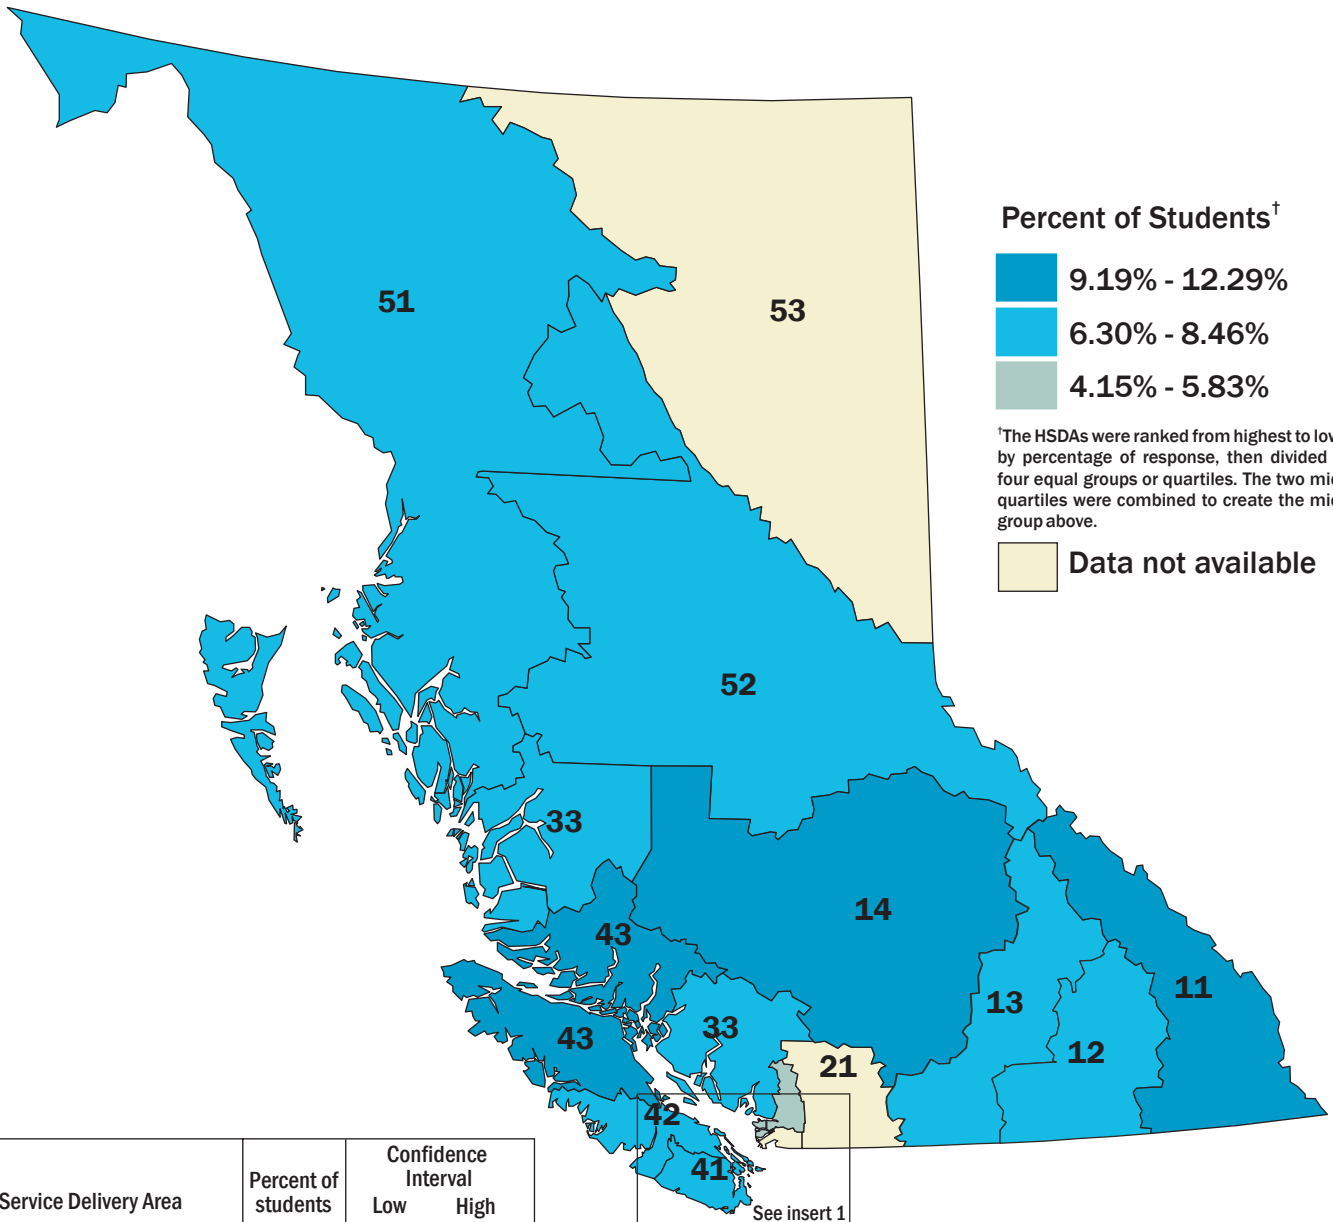 51
53
Percent of Students†
9.19% - 12.29%
6.30% - 8.46%
4.15% - 5.83%
†The HSDAs were ranked from highest to
by percentage of response, then divided
four equal groups or quartiles. The two
quartiles were combined to create the
group above.
Data not available
52
33
14
43
11
13
33
43
12
21
42
41
See insert 1
Service Delivery Area
Percent of
students
Confidence
Interval
Low High